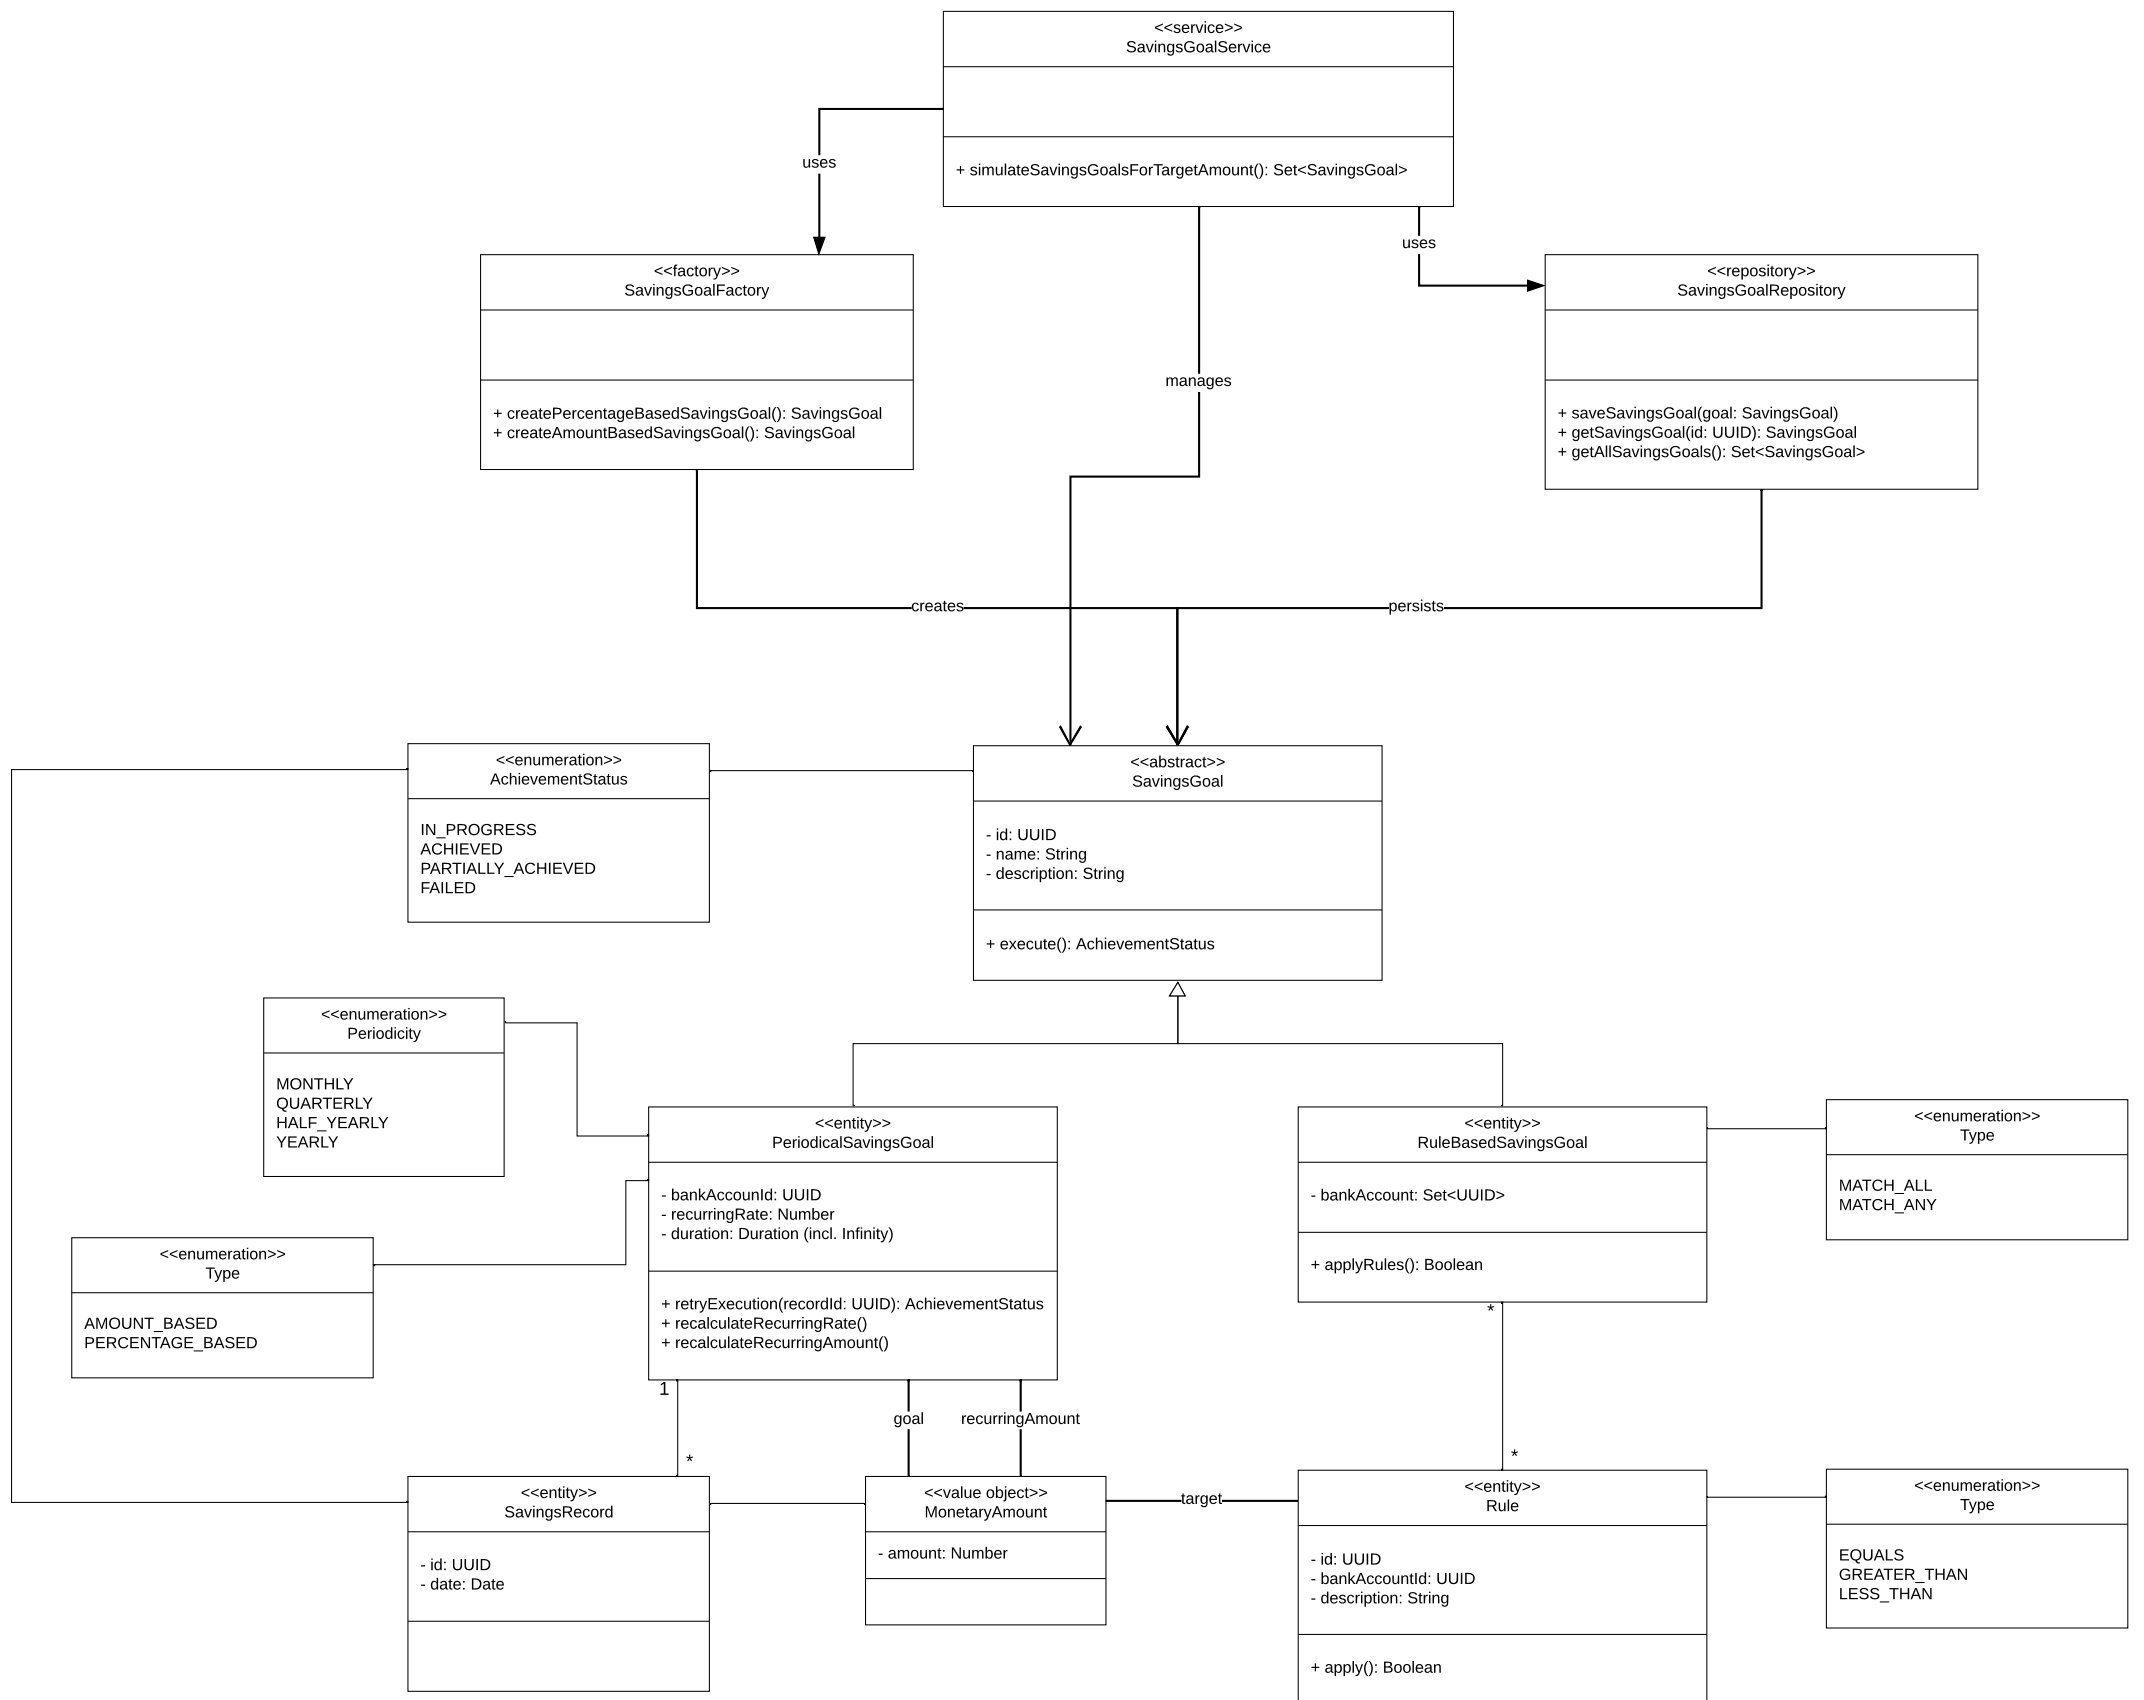 <<service>>
SavingsGoalService
+ simulateSavingsGoalsForTargetAmount(): Set<SavingsGoal>
uses
uses
<<factory>>
SavingsGoalFactory
+ createPercentageBasedSavingsGoal(): SavingsGoal
+ createAmountBasedSavingsGoal(): SavingsGoal
manages
<<repository>>
SavingsGoalRepository
+ saveSavingsGoal(goal: SavingsGoal)
+ getSavingsGoal(id: UUID): SavingsGoal
+ getAllSavingsGoals(): Set<SavingsGoal>
creates
persists
<<enumeration>>
AchievementStatus
IN_PROGRESS
ACHIEVED
PARTIALLY_ACHIEVED
FAILED
<<abstract>>
SavingsGoal
- id: UUID
- name: String
- description: String
+ execute(): AchievementStatus
<<enumeration>>
Periodicity
MONTHLY
QUARTERLY
HALF_YEARLY
YEARLY
<<enumeration>>
Type
AMOUNT_BASED
PERCENTAGE_BASED
<<entity>>
PeriodicalSavingsGoal
- bankAccounId: UUID
- recurringRate: Number
- duration: Duration (incl. Infinity)
+ retryExecution(recordId: UUID): AchievementStatus
+ recalculateRecurringRate()
+ recalculateRecurringAmount()
<<entity>>
RuleBasedSavingsGoal
- bankAccount: Set<UUID>
+ applyRules(): Boolean
<<enumeration>>
Type
MATCH_ALL
MATCH_ANY
1
*
goal
recurringAmount
*
*
<<entity>>
SavingsRecord
- id: UUID
- date: Date
<<value object>>
MonetaryAmount
- amount: Number
target
<<entity>>
Rule
- id: UUID
- bankAccountId: UUID
- description: String
+ apply(): Boolean
<<enumeration>>
Type
EQUALS
GREATER_THAN
LESS_THAN